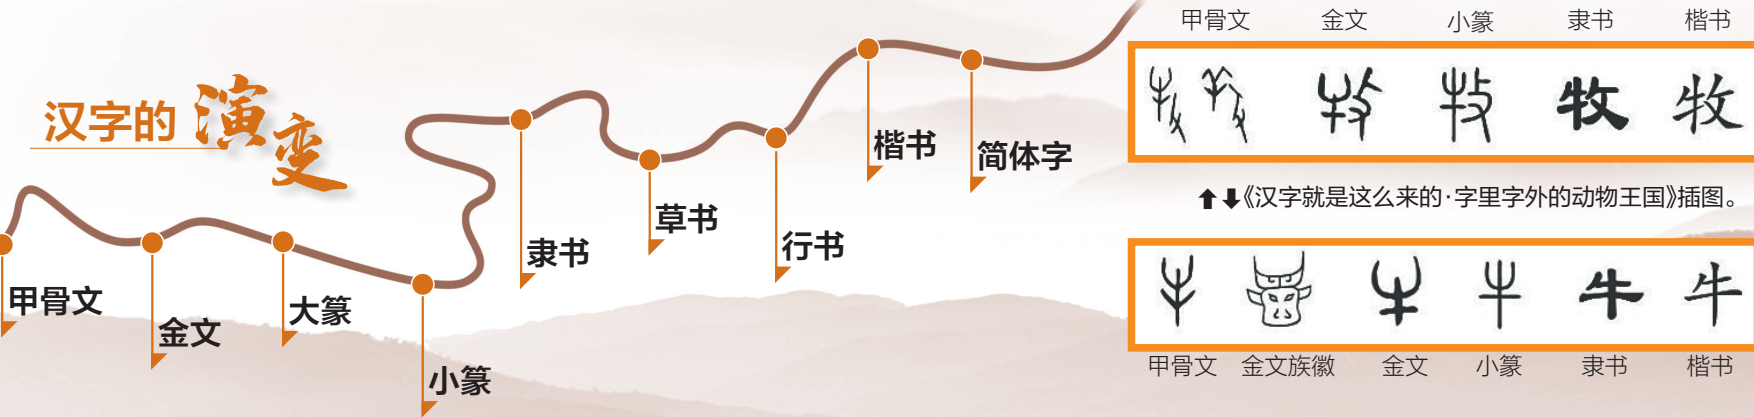 汉字的演变
甲骨文
金文
大篆
小篆
隶书
草书
行书
楷书
简体字
甲骨文 金文 小篆 隶书 楷书
牧 牧
⬆⬇《汉字就是这么来的·字里字外的动物王国》插图。
牛 牛
甲骨文 金文族徽 金文 小篆 隶书 楷书